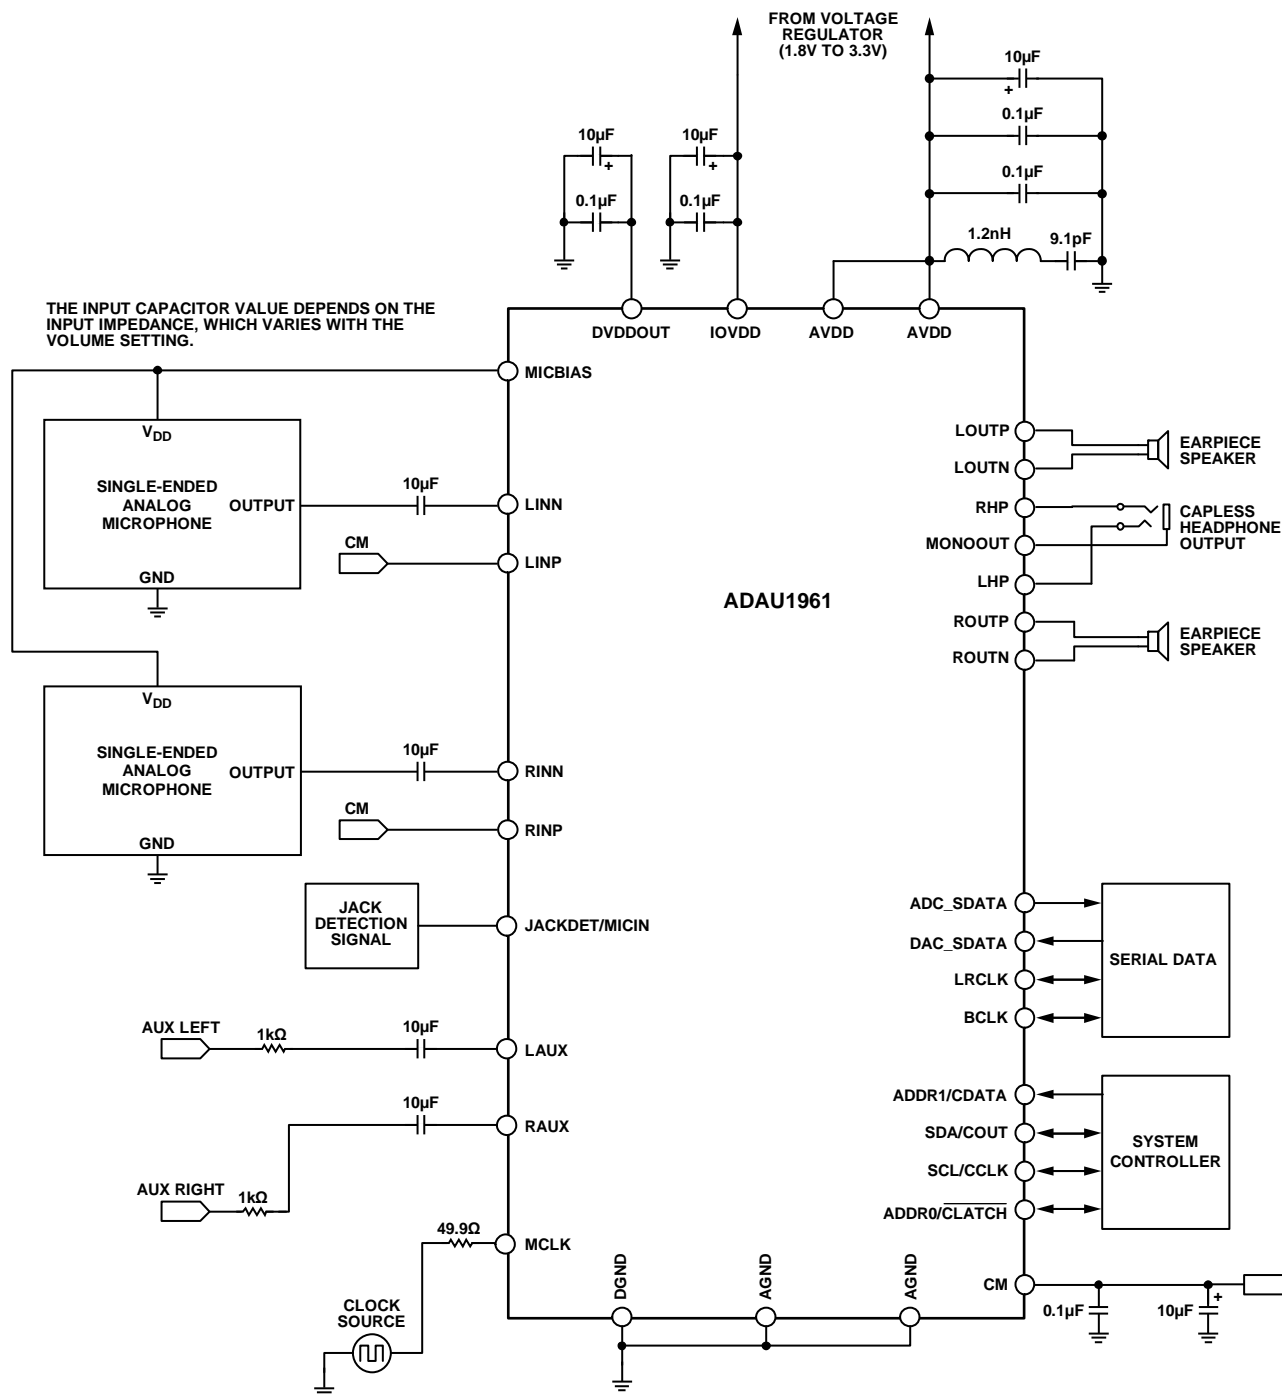 FROM VOLTAGE
REGULATOR
(1.8V TO 3.3V)
10µF
+
0.1µF
0.1µF
1.2nH
9.1pF
10µF
+
0.1µF
10µF
+
0.1µF
THE INPUT CAPACITOR VALUE DEPENDS ON THE
INPUT IMPEDANCE, WHICH VARIES WITH THE
VOLUME SETTING.
DVDDOUT
IOVDD
AVDD
AVDD
MICBIAS
VDD
SINGLE-ENDED
ANALOG
MICROPHONE
OUTPUT
GND
10µF
LINN
CM
LINP
ADAU1961
LOUTP
LOUTN
EARPIECE
SPEAKER
RHP
MONOOUT
LHP
CAPLESS
HEADPHONE
OUTPUT
ROUTP
ROUTN
EARPIECE
SPEAKER
VDD
SINGLE-ENDED
ANALOG
MICROPHONE
OUTPUT
GND
10µF
RINN
CM
RINP
JACK
DETECTION
SIGNAL
JACKDET/MICIN
ADC_SDATA
DAC_SDATA
LRCLK
BCLK
SERIAL DATA
AUX LEFT
1kΩ
10µF
LAUX
10µF
RAUX
AUX RIGHT
1kΩ
ADDR1/CDATA
SDA/COUT
SCL/CCLK
ADDR0/CLATCH
SYSTEM
CONTROLLER
49.9Ω
MCLK
CLOCK
SOURCE
DGND
AGND
AGND
CM
0.1µF
10µF
+